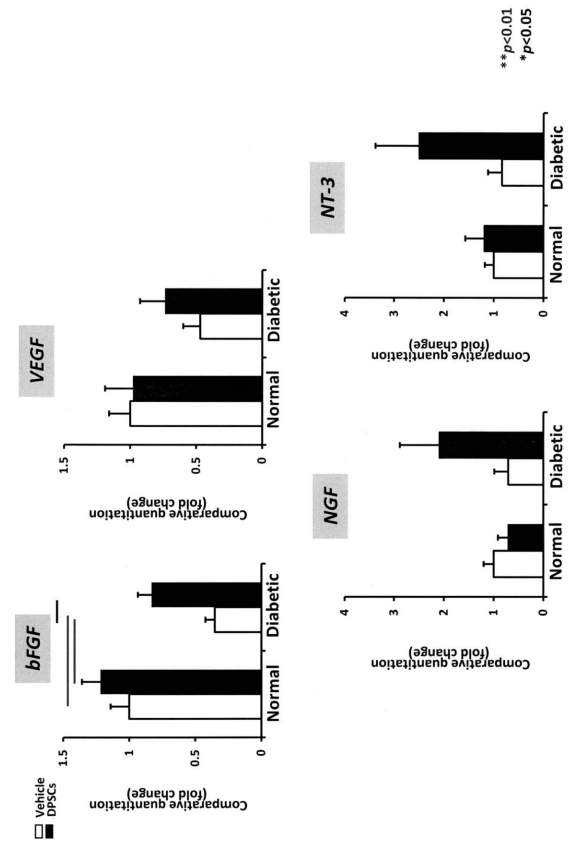 Vehicle
DPSCs
bFGF
Comparative quantitation
(fold change)
1.5
1
0.5
0
Normal
Diabetic
VEGF
Comparative quantitation
(fold change)
1.5
1
0.5
0
Normal
Diabetic
NGF
Comparative quantitation
(fold change)
4
3
2
1
0
Normal
Diabetic
NT-3
Comparative quantitation
(fold change)
4
3
2
1
0
Normal
Diabetic
**p<0.01
*p<0.05